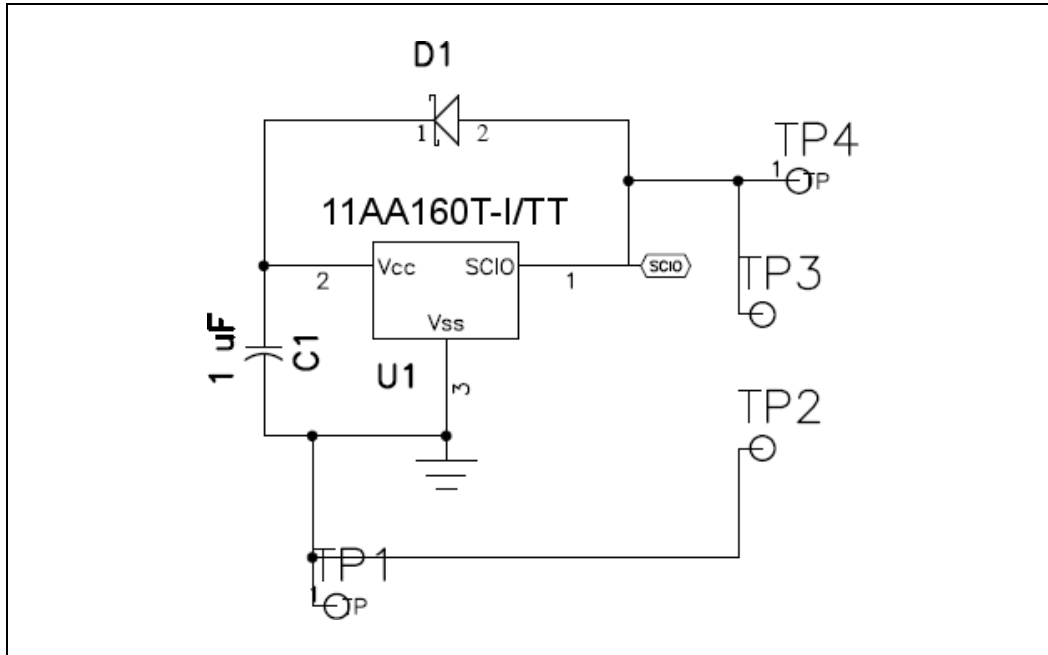 D1
1
2
TP4
1
TP
11AA160T-I/TT
Vcc
SCIO
2
1
SCIO
TP3
Vss
1 uF
C1
U1
3
TP2
TP1
1
TP